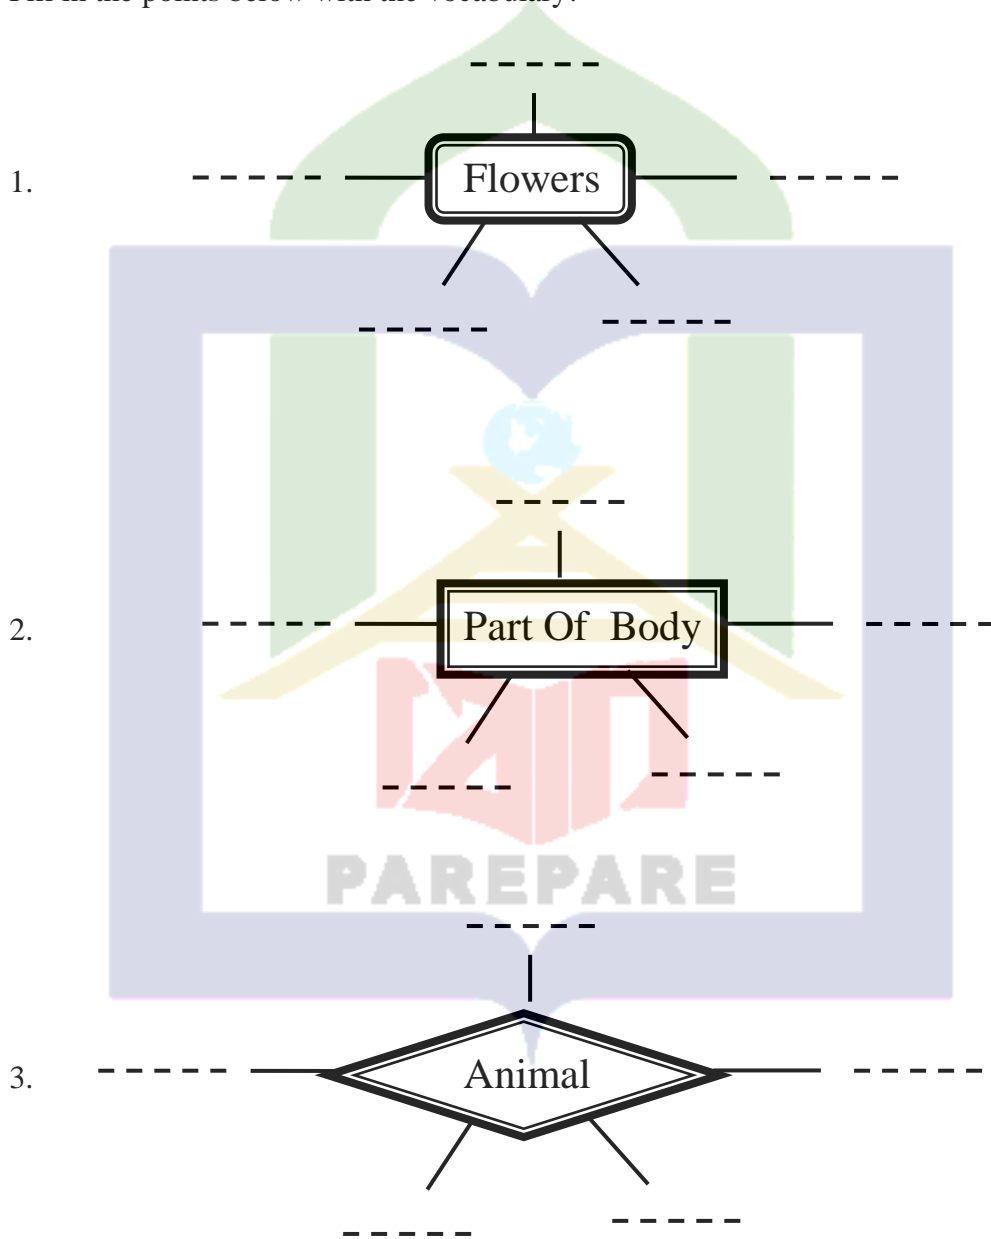 Fill in the points below with the vocabulary!
1.
Flowers
2.
Part Of  Body
PAREPARE
3.
Animal